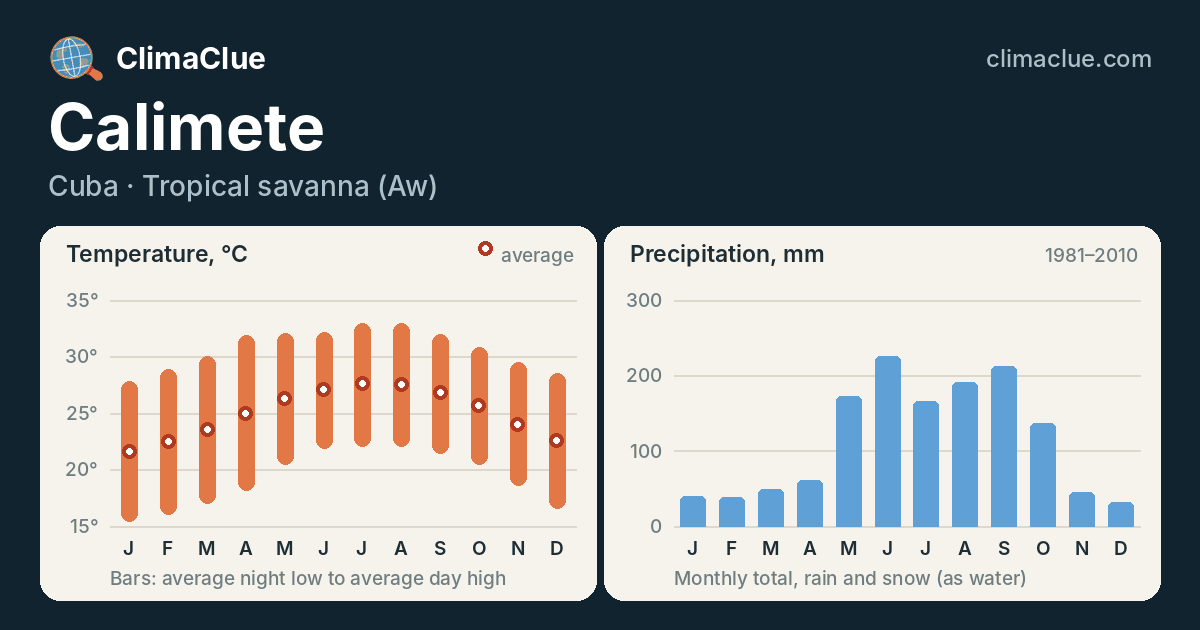 ClimaClue
climaclue.com
Calimete
Cuba · Tropical savanna (Aw)
Temperature, °C
average
35°
30°
25°
20°
15°
J F M A M J J A S O N D
Bars: average night low to average day high
Precipitation, mm
1981–2010
300
200
100
0
J F M A M J J A S O N D
Monthly total, rain and snow (as water)